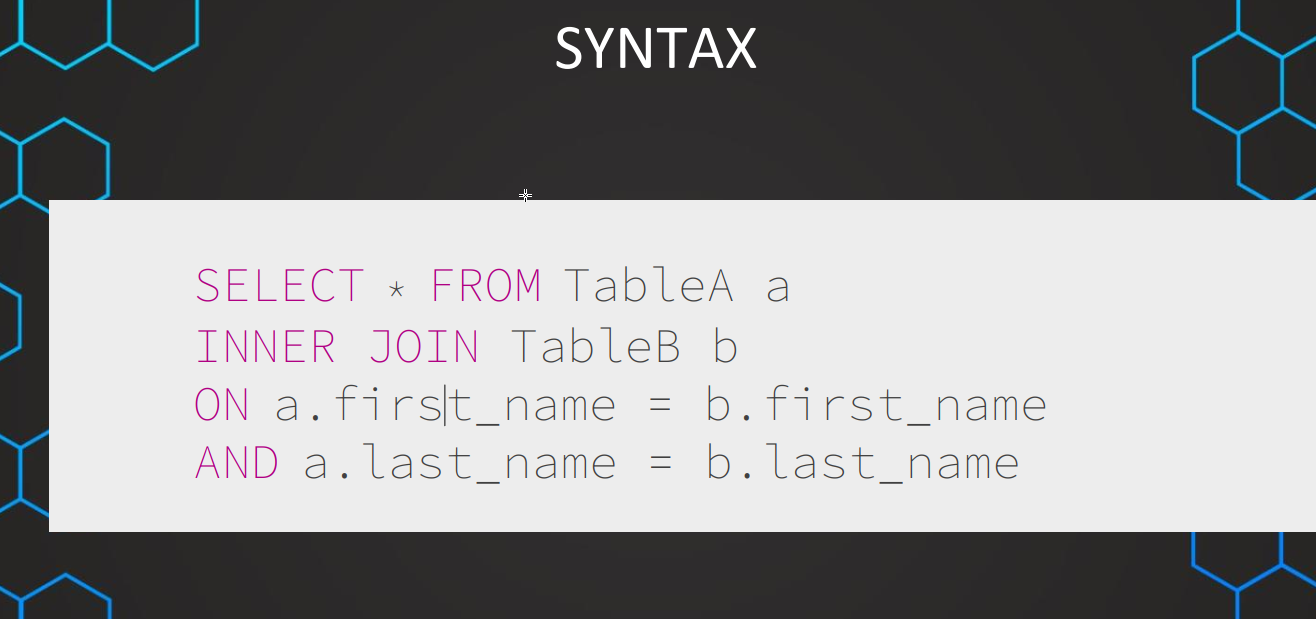 SYNTAX
SELECT * FROM TableA a
INNER JOIN TableB b
ON a.first_name = b.first_name
AND a.last_name = b.last_name